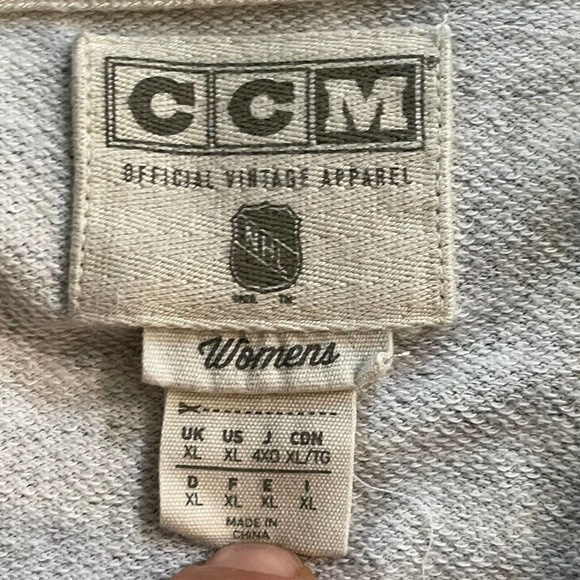 CCM
OFFICIAL VINTAGE APPAREL
NHL
Womens
UK US J CDN
XL XL 4XO XL/TG
D F E I
XL XL XL XL
MADE IN
CHINA